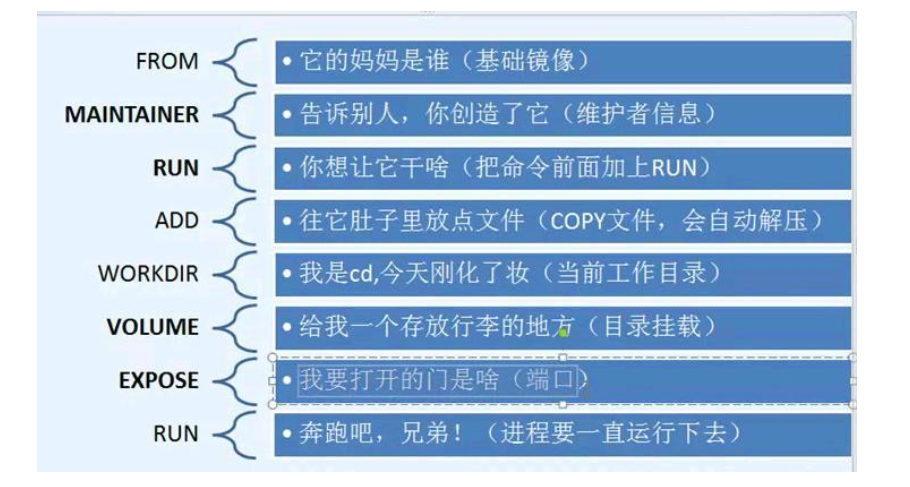 FROM • 它的妈妈是谁（基础镜像）
MAINTAINER • 告诉别人，你创造了它（维护者信息）
RUN • 你想让它干啥（把命令前面加上RUN）
ADD • 往它肚子里放点文件（COPY文件，会自动解压）
WORKDIR • 我是cd,今天刚化了妆（当前工作目录）
VOLUME • 给我一个存放行李的地方（目录挂载）
EXPOSE • 我要打开的门是啥（端口）
RUN • 奔跑吧，兄弟！（进程要一直运行下去）